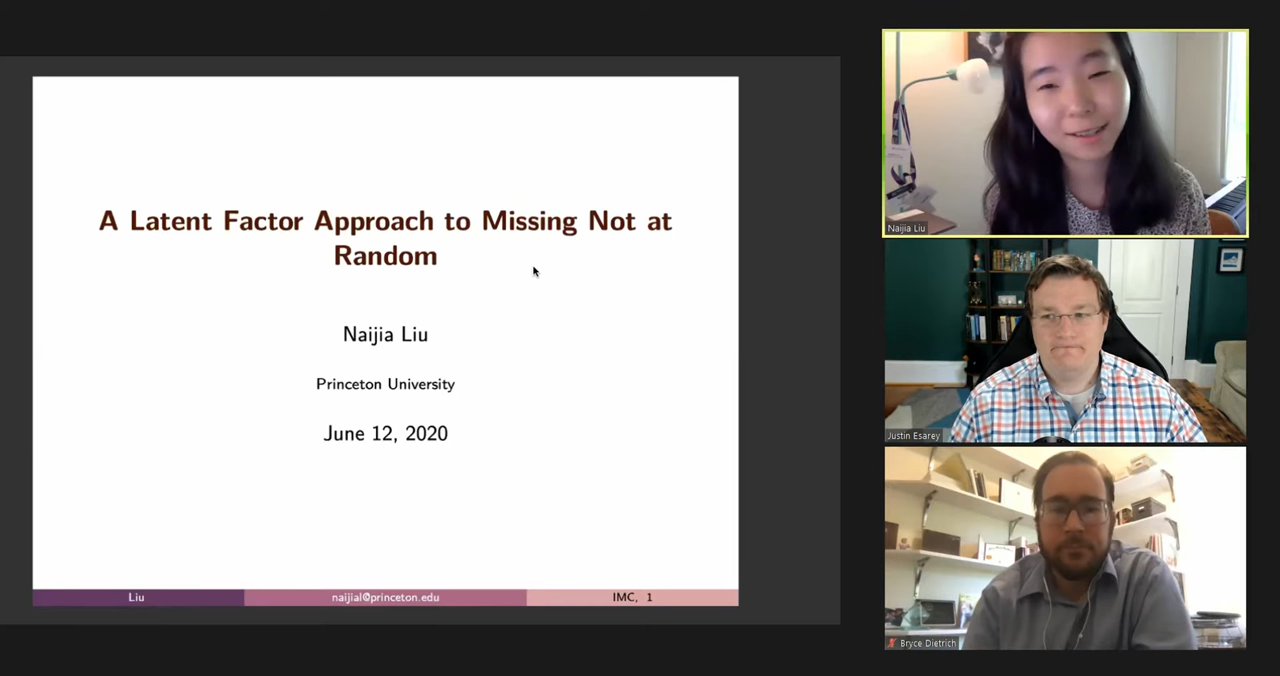 A Latent Factor Approach to Missing Not at
Random
Naijia Liu
Princeton University
June 12, 2020
Liu
naijial@princeton.edu
IMC, 1
Naijia Liu
Justin Esarey
Bryce Dietrich